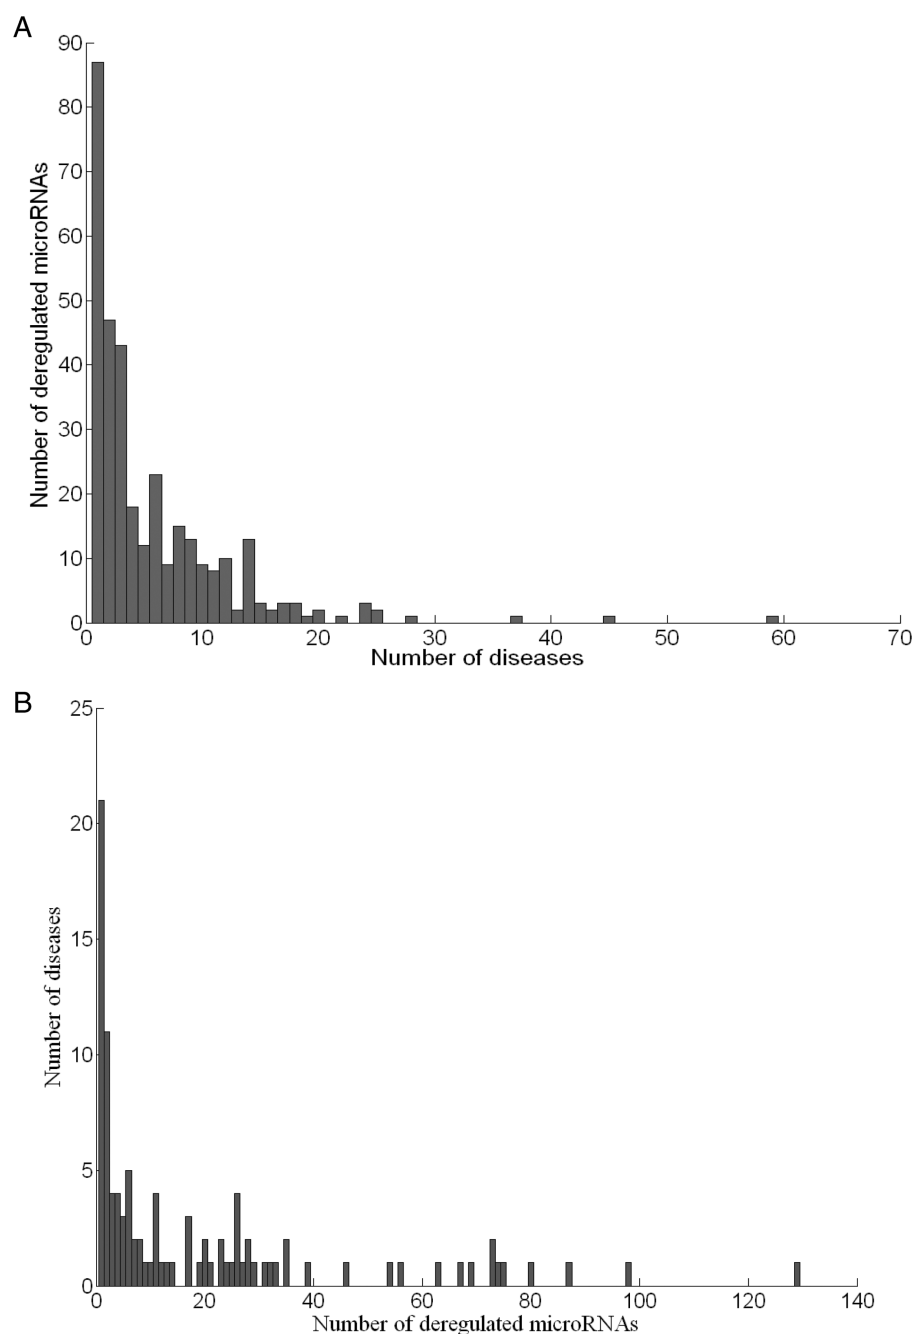 A
90
80
70
60
50
40
30
20
10
0
Number of deregulated microRNAs
0 10 20 30 40 50 60 70
Number of diseases
B
25
20
15
10
5
0
Number of diseases
0 20 40 60 80 100 120 140
Number of deregulated microRNAs